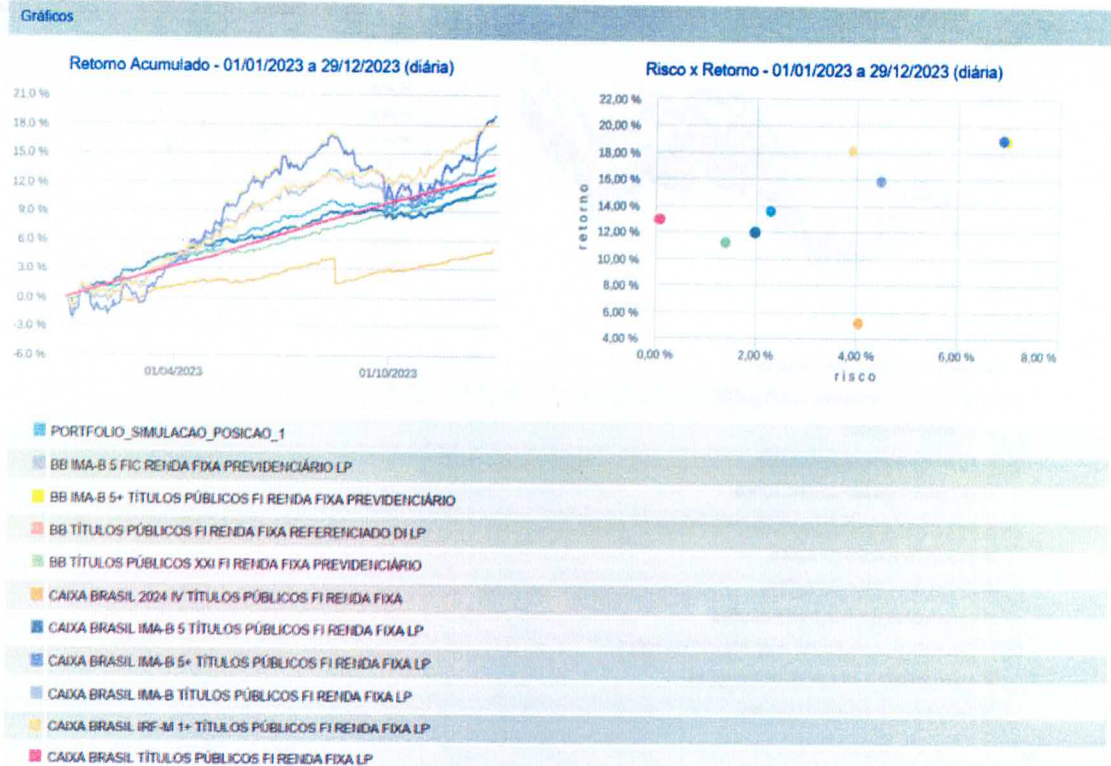 Gráficos
Retorno Acumulado - 01/01/2023 a 29/12/2023 (diária)
21,0 %
18,0 %
15,0 %
12,0 %
9,0 %
6,0 %
3,0 %
0,0 %
-3,0 %
-6,0 %
01/04/2023
01/10/2023
Risco x Retorno - 01/01/2023 a 29/12/2023 (diária)
22,00 %
20,00 %
18,00 %
16,00 %
14,00 %
12,00 %
10,00 %
8,00 %
6,00 %
4,00 %
retorno
0,00 %
2,00 %
4,00 %
6,00 %
8,00 %
risco
PORTFOLIO_SIMULACAO_POSICAO_1
BB IMA-B 5 FIC RENDA FIXA PREVIDENCIÁRIO LP
BB IMA-B 5+ TÍTULOS PÚBLICOS FI RENDA FIXA PREVIDENCIÁRIO
BB TÍTULOS PÚBLICOS FI RENDA FIXA REFERENCIADO DI LP
BB TÍTULOS PÚBLICOS XXI FI RENDA FIXA PREVIDENCIÁRIO
CAIXA BRASIL 2024 IV TÍTULOS PÚBLICOS FI RENDA FIXA
CAIXA BRASIL IMA-B 5 TÍTULOS PÚBLICOS FI RENDA FIXA LP
CAIXA BRASIL IMA-B 5+ TÍTULOS PÚBLICOS FI RENDA FIXA LP
CAIXA BRASIL IMA-B TÍTULOS PÚBLICOS FI RENDA FIXA LP
CAIXA BRASIL IRF-M 1+ TÍTULOS PÚBLICOS FI RENDA FIXA LP
CAIXA BRASIL TÍTULOS PÚBLICOS FI RENDA FIXA LP